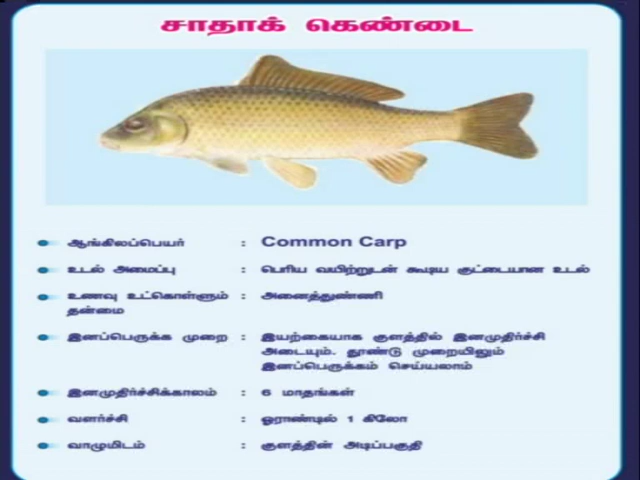 சாதாக் கெண்டை
ஆங்கிலப்பெயர் : Common Carp
உடல் அமைப்பு : பெரிய வயிற்றுடன் கூடிய குட்டையான உடல்
உணவு உட்கொள்ளும் : அனைத்துண்ணி
தன்மை
இனப்பெருக்க முறை : இயற்கையாக குளத்தில் இனமுதிர்ச்சி
அடையும். தூண்டு முறையிலும்
இனப்பெருக்கம் செய்யலாம்
இனமுதிர்ச்சிக்காலம் : 6 மாதங்கள்
வளர்ச்சி : ஓராண்டில் 1 கிலோ
வாழுமிடம் : குளத்தின் அடிப்பகுதி